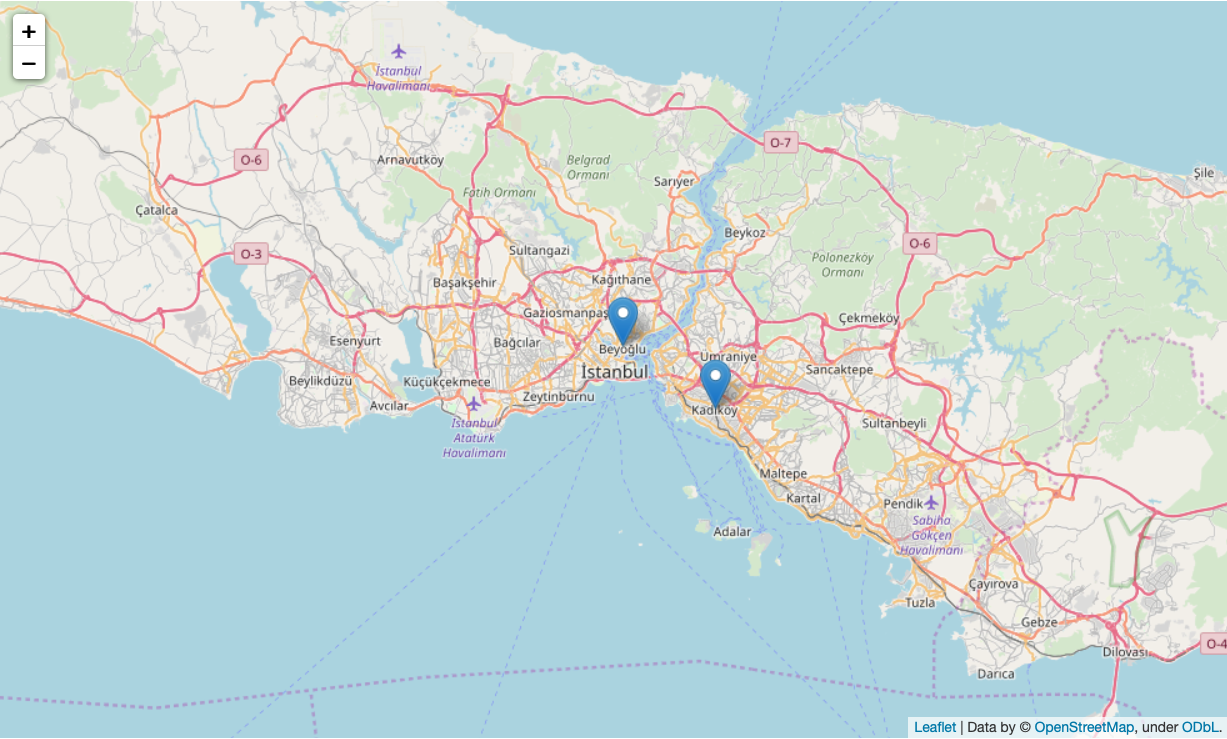 +
−
İstanbul
Havalimanı
O-7
Arnavutköy
Belgrad
Ormanı
O-6
Şile
Sarıyer
Fatih Ormanı
Çatalca
Beykoz
O-6
Sultangazi
O-3
Polonezköy
Ormanı
Başakşehir
Kağıthane
Gaziosmanpaş
Çekmeköy
Esenyurt
Bağcılar
Beyoğlu
Ümraniye
İstanbul
Sancaktepe
Beylikdüzü
Küçükçekmece
Zeytinburnu
Avcılar
Kadıköy
İstanbul
Atatürk
Havalimanı
Sultanbeyli
Maltepe
Kartal
Pendik
Sabiha
Gökçen
Havalimanı
Adalar
Çayırova
Tuzla
Gebze
O-4
Dilovası
Darıca
Leaflet | Data by © OpenStreetMap, under ODbL.